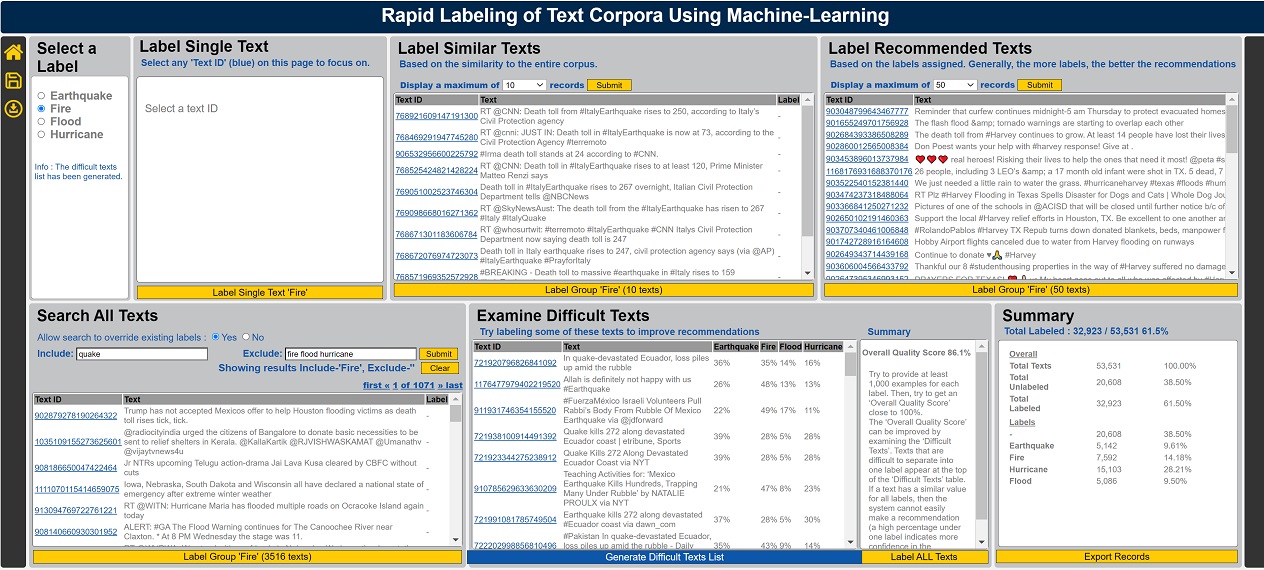 Rapid Labeling of Text Corpora Using Machine-Learning
Select a
Label
Earthquake
Fire
Flood
Hurricane
Info : The difficult texts
list has been generated.
Label Single Text
Select any 'Text ID' (blue) on this page to focus on.
Select a text ID
Label Single Text 'Fire'
Label Similar Texts
Based on the similarity to the entire corpus.
Display a maximum of 10 records Submit
Text ID Text Label
768921609147191300 RT @CNN: Death toll from #ItalyEarthquake rises to 250, according to Italy's -
Civil Protection agency
768469291947745280 RT @cnni: JUST IN: Death toll in #ItalyEarthquake is now at 73, according to the -
Civil Protection Agency #terremoto
906532956600225792 #Irma death toll stands at 24 according to #CNN. -
768525424821428224 RT @CNN: Death toll in #ItalyEarthquake rises to at least 120, Prime Minister -
Matteo Renzi says
769051002523746304 Death toll in #ItalyEarthquake rises to 267 overnight, Italian Civil Protection -
Department tells @NBCNews
769098668016271362 RT @SkyNewsAust: The death toll from the #ItalyEarthquake has risen to 267 -
#Italy #ItalyQuake
768671301183606784 RT @whosurtwit: #terremoto #ItalyEarthquake #CNN Italys Civil Protection -
Department now saying death toll is 247
768672076974723073 Death toll in Italy earthquake rises to 247, civil protection agency says (via @AP) -
#ItalyEarthquake #PrayforItaly
768571969352572928 #BREAKING - Death toll to massive #earthquake in #Italy rises to 159 -
Label Group 'Fire' (10 texts)
Label Recommended Texts
Based on the labels assigned. Generally, the more labels, the better the recommendations
Display a maximum of 50 records Submit
Text ID Text
903048799643467777 Reminder that curfew continues midnight-5 am Thursday to protect evacuated homes
901655249701756928 The flash flood &amp; tornado warnings are starting to overlap each other
902684393386508289 The death toll from #Harvey continues to grow. At least 14 people have lost their lives
902860012565008384 Don Poest wants your help with #harvey response! Give at .
903453896013737984 real heroes! Risking their lives to help the ones that need it most! @peta #s
1168176931688370176 26 people, including 3 LEO's &amp; a 17 month old infant were shot in TX. 5 dead, 7
903522540152381440 We just needed a little rain to water the grass. #hurricaneharvey #texas #floods #hum
903474237318488064 RT Plz #Harvey Flooding in Texas Spells Disaster for Dogs and Cats | Whole Dog Jou
903366841250271232 Pictures of one of the schools in @ACISD that will be closed until further notice b/c of
902650102191460363 Support the local #Harvey relief efforts in Houston, TX. Be excellent to one another an
903707340461006848 #RolandoPablos #Harvey TX Repub turns down donated blankets, beds, manpower f
901742728916164608 Hobby Airport flights canceled due to water from Harvey flooding on runways
902649343714439168 Continue to donate #Harvey
903606004566433792 Thankful our 8 #studenthousing properties in the way of #Harvey suffered no damage
Label Group 'Fire' (50 texts)
Search All Texts
Allow search to override existing labels : Yes No
Include: quake Exclude: fire flood hurricane Submit
Showing results Include-'Fire', Exclude-'' Clear
first « 1 of 1071 » last
Text ID Text Label
902879278190264322 Trump has not accepted Mexicos offer to help Houston flooding victims as death -
toll rises tick, tick.
1035109155273625601 @radiocityindia urged the citizens of Bangalore to donate basic necessities to be -
sent to relief shelters in Kerala. @KallaKartik @RJVISHWASKAMAT @Umanathv
@vijaytvnews4u
908186650047422464 Jr NTRs upcoming Telugu action-drama Jai Lava Kusa cleared by CBFC without -
cuts
1111070115414659075 Iowa, Nebraska, South Dakota and Wisconsin all have declared a national state of -
emergency after extreme winter weather
913094769722761221 RT @WITN: Hurricane Maria has flooded multiple roads on Ocracoke Island again -
today
908140660930301952 ALERT: #GA The Flood Warning continues for The Canoochee River near -
Claxton. * At 8 PM Wednesday the stage was 11.
Label Group 'Fire' (3516 texts)
Examine Difficult Texts
Try labeling some of these texts to improve recommendations
Text ID Text Earthquake Fire Flood Hurricane
721920796826841092 In quake-devastated Ecuador, loss piles 36% 35% 14% 16%
up amid the rubble
1176477979402219520 Allah is definitely not happy with us 26% 48% 13% 13%
#Earthquake
911931746354155520 #FuerzaMéxico Israeli Volunteers Pull 22% 49% 17% 11%
Rabbi's Body From Rubble Of Mexico
Earthquake via @jdforward
721938100914491392 Quake kills 272 along devastated 39% 28% 5% 28%
Ecuador coast | etribune, Sports
721923344275238912 Quake Kills 272 Along Devastated 39% 28% 5% 28%
Ecuador Coast via NYT
910785629633630209 Teaching Activities for: 'Mexico 21% 47% 8% 23%
Earthquake Kills Hundreds, Trapping
Many Under Rubble' by NATALIE
PROULX via NYT
721991081785749504 Earthquake kills 272 along devastated 37% 28% 5% 30%
#Ecuador coast via dawn_com
722202998856810496 #Pakistan In quake-devastated Ecuador, 35% 43% 9% 14%
loss piles up amid the rubble - Daily
Generate Difficult Texts List
Summary
Overall Quality Score 86.1%
Try to provide at least
1,000 examples for each
label. Then, try to get an
'Overall Quality Score'
close to 100%.
The 'Overall Quality Score'
can be improved by
examining the 'Difficult
Texts'. Texts that are
difficult to separate into
one label appear at the top
of the 'Difficult Texts' table.
If a text has a similar value
for all labels, then the
system cannot easily
make a recommendation
(a high percentage under
one label indicates more
confidence in the
Label ALL Texts
Summary
Total Labeled : 32,923 / 53,531 61.5%
Overall
Total Texts 53,531 100.00%
Total
Unlabeled 20,608 38.50%
Total
Labeled 32,923 61.50%
Labels
- 20,608 38.50%
Earthquake 5,142 9.61%
Fire 7,592 14.18%
Hurricane 15,103 28.21%
Flood 5,086 9.50%
Export Records